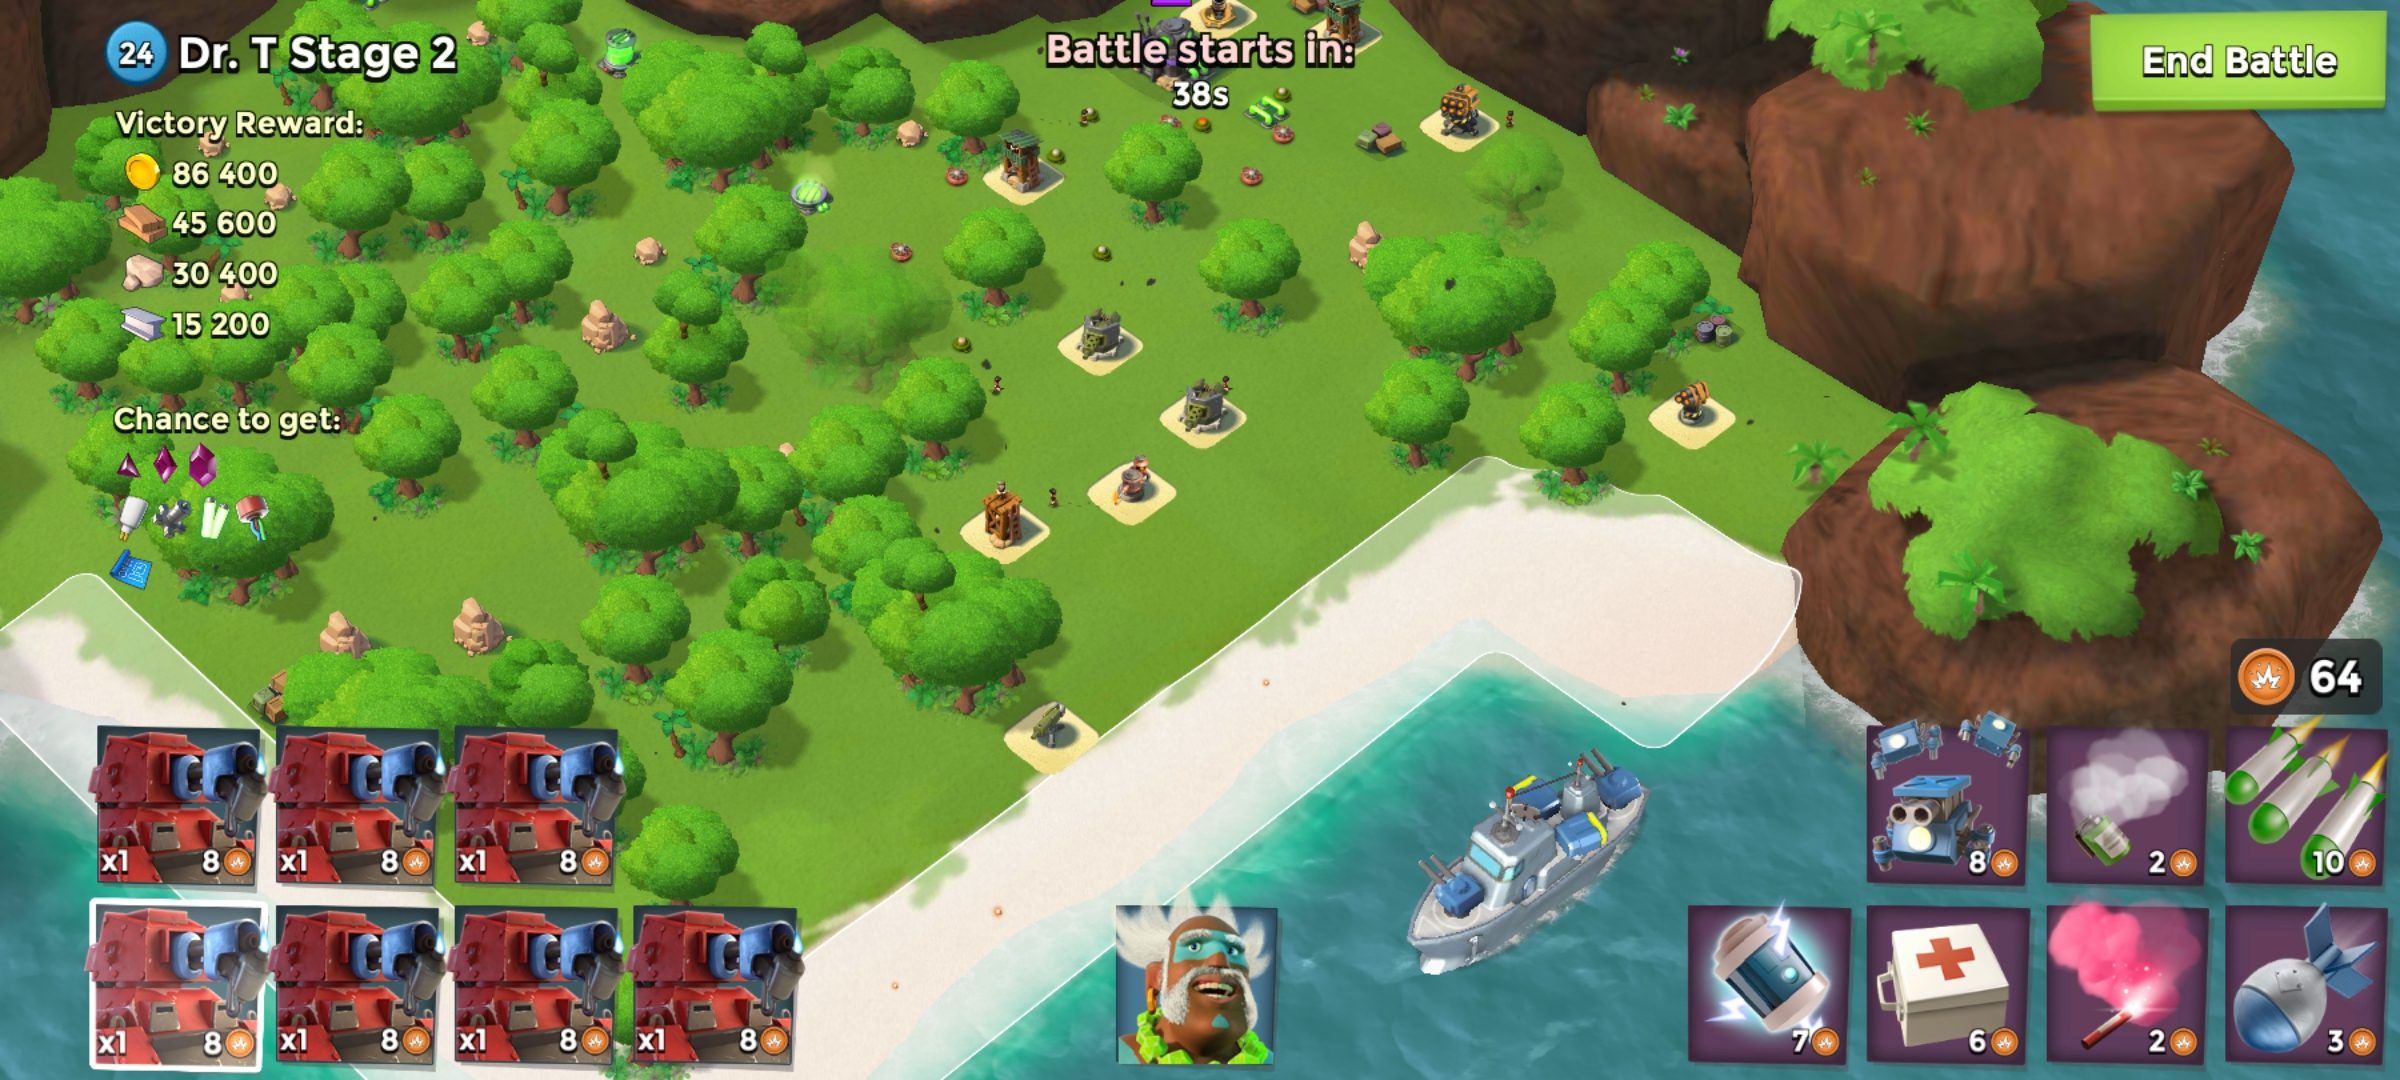 24 Dr. T Stage 2
Battle starts in:
38s
End Battle
Victory Reward:
86 400
45 600
30 400
15 200
Chance to get:
64
x1 8
x1 8
x1 8
8
2
10
x1 8
x1 8
x1 8
x1 8
7
6
2
3